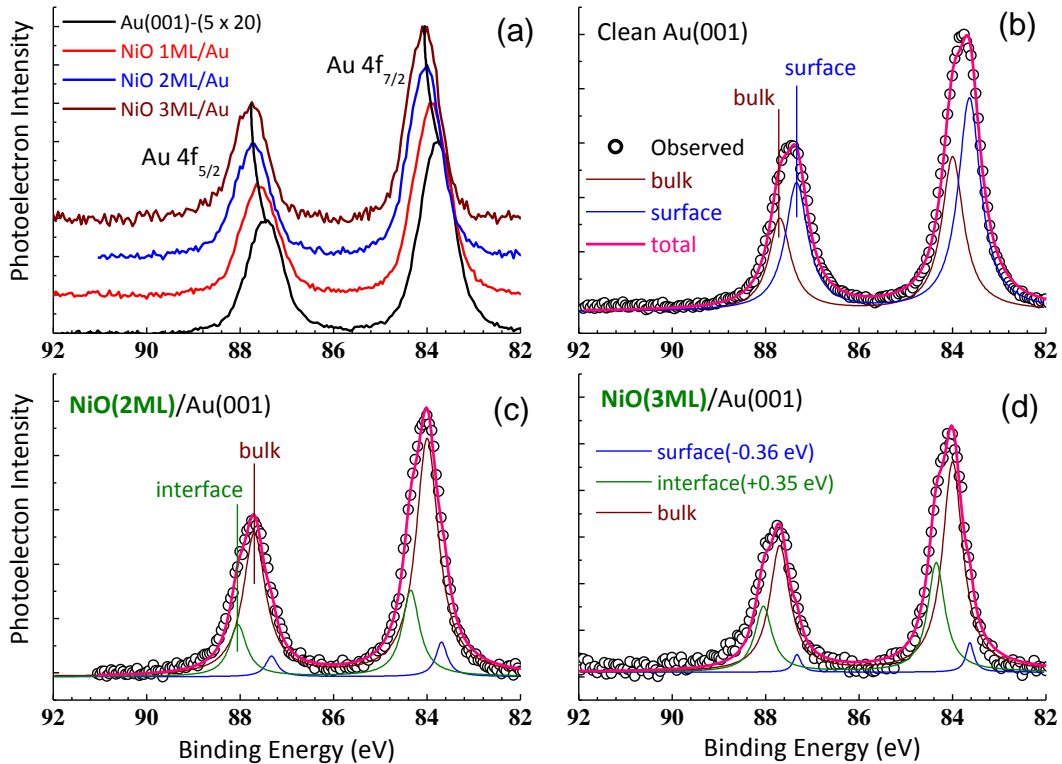 Photoelectron Intensity
Au(001)-(5 x 20)
NiO 1ML/Au
NiO 2ML/Au
NiO 3ML/Au
(a)
Au 4f7/2
Au 4f5/2
92 90 88 86 84 82
Clean Au(001)
(b)
surface
bulk
Observed
bulk
surface
total
92 90 88 86 84 82
Photoelecton Intensity
NiO(2ML)/Au(001)
(c)
bulk
interface
92 90 88 86 84 82
Binding Energy (eV)
NiO(3ML)/Au(001)
(d)
surface(-0.36 eV)
interface(+0.35 eV)
bulk
92 90 88 86 84 82
Binding Energy (eV)